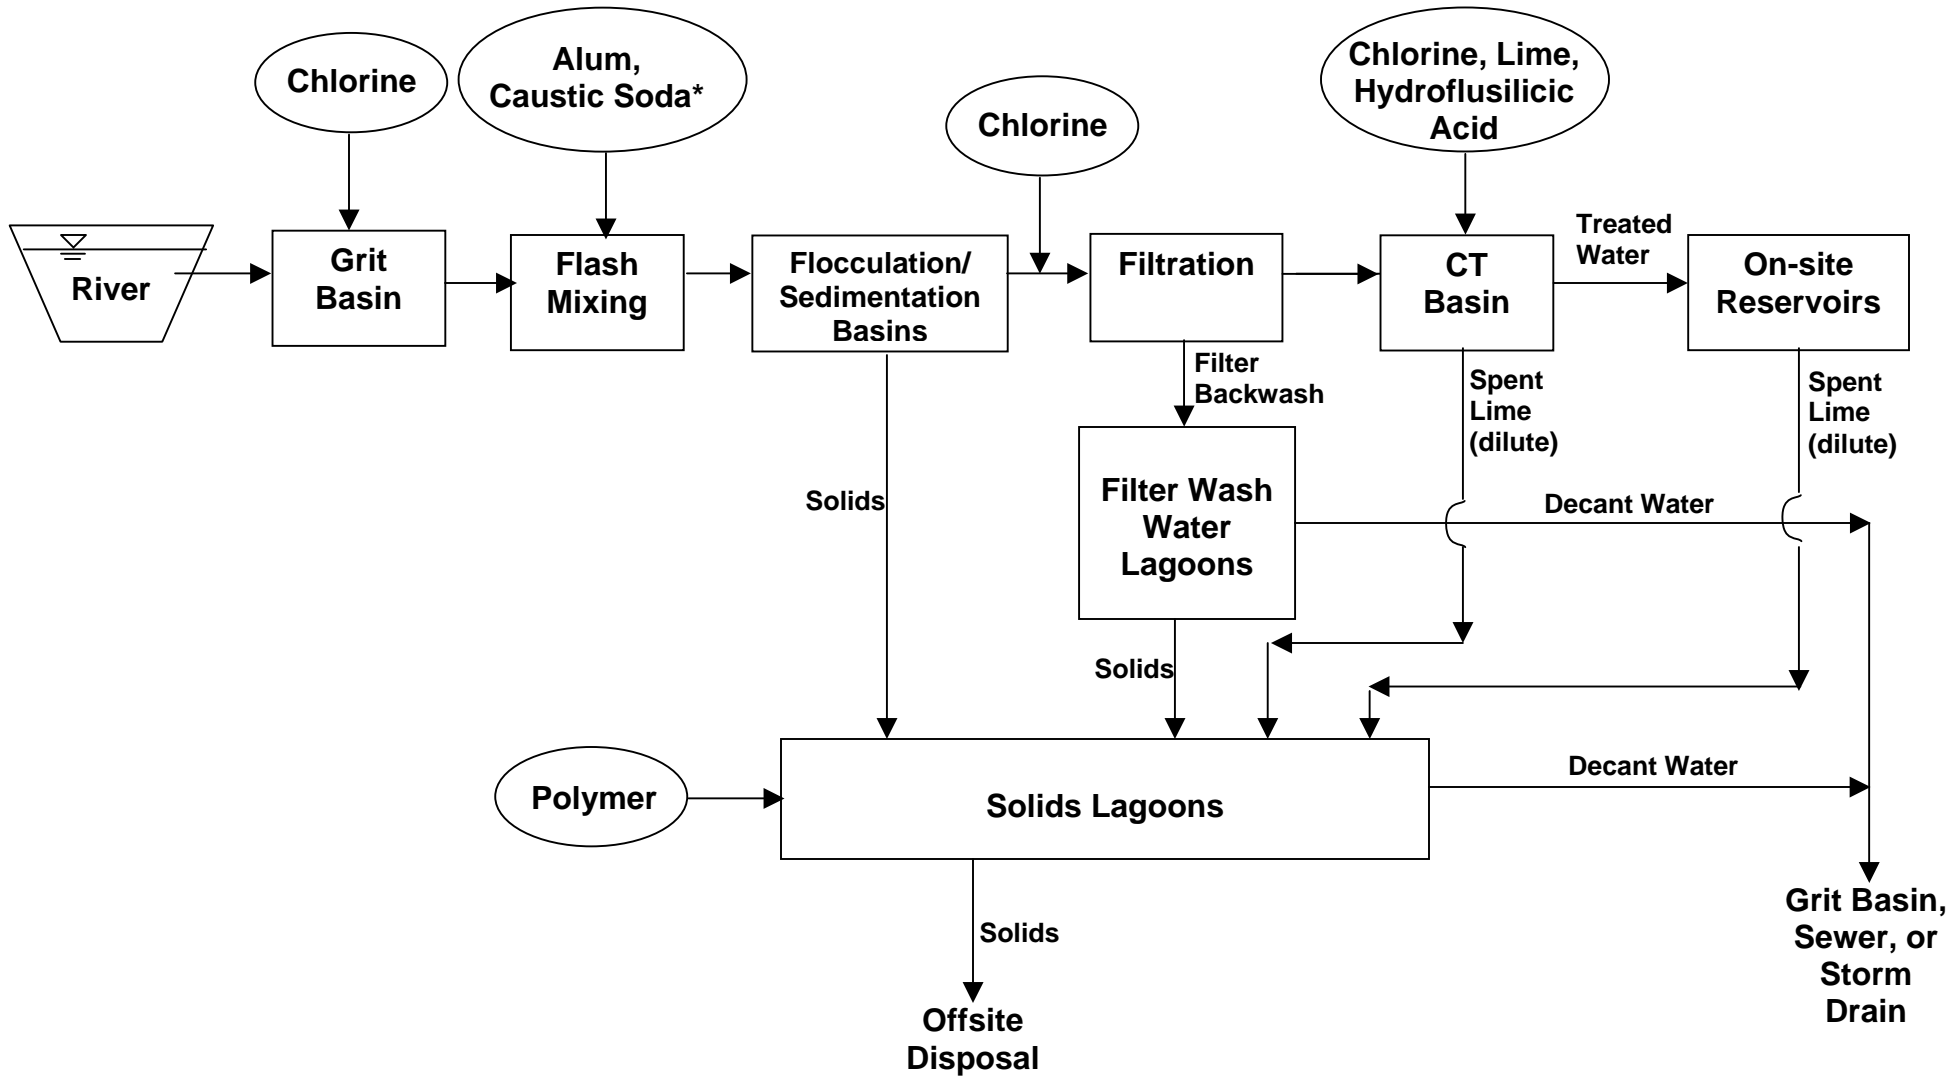 Chlorine
Alum,
Caustic Soda*
Chlorine
Chlorine, Lime,
Hydroflusilicic
Acid
River
Grit
Basin
Flash
Mixing
Flocculation/
Sedimentation
Basins
Filtration
CT
Basin
Treated
Water
On-site
Reservoirs
Filter
Backwash
Spent
Lime
(dilute)
Spent
Lime
(dilute)
Solids
Filter Wash
Water
Lagoons
Decant Water
Solids
Polymer
Solids Lagoons
Decant Water
Solids
Offsite
Disposal
Grit Basin,
Sewer, or
Storm
Drain